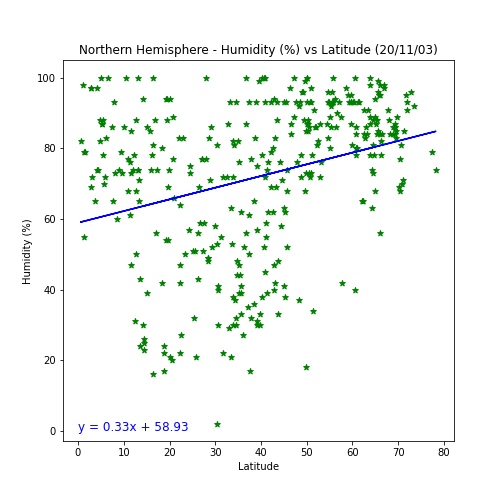 Northern Hemisphere - Humidity (%) vs Latitude (20/11/03)
100
80
60
40
20
0
Humidity (%)
y = 0.33x + 58.93
0 10 20 30 40 50 60 70 80
Latitude